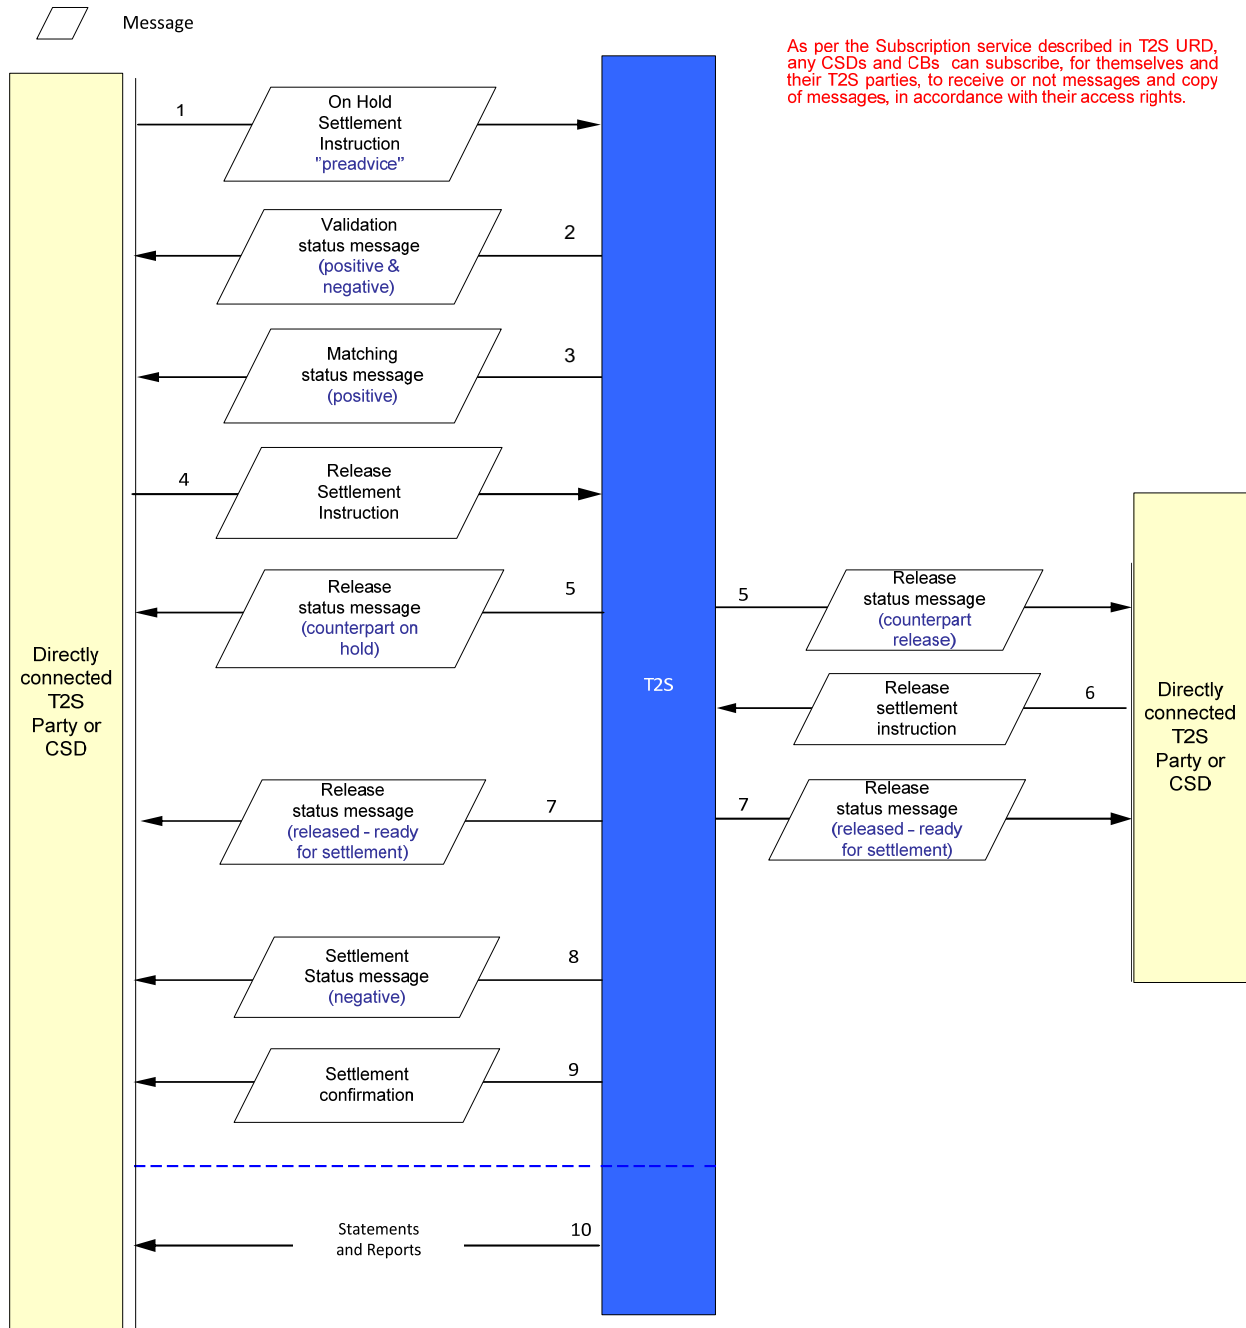 Message
As per the Subscription service described in T2S URD,
any CSDs and CBs can subscribe, for themselves and
their T2S parties, to receive or not messages and copy
of messages, in accordance with their access rights.
1
On Hold
Settlement
Instruction
"preadvice"
Validation
status message
(positive &
negative)
2
Matching
status message
(positive)
3
4
Release
Settlement
Instruction
Release
status message
(counterpart on
hold)
5
5
Release
status message
(counterpart
release)
Directly
connected
T2S
Party or
CSD
T2S
Release
settlement
instruction
6
Directly
connected
T2S
Party or
CSD
Release
status message
(released - ready
for settlement)
7
7
Release
status message
(released - ready
for settlement)
Settlement
Status message
(negative)
8
Settlement
confirmation
9
Statements
and Reports
10